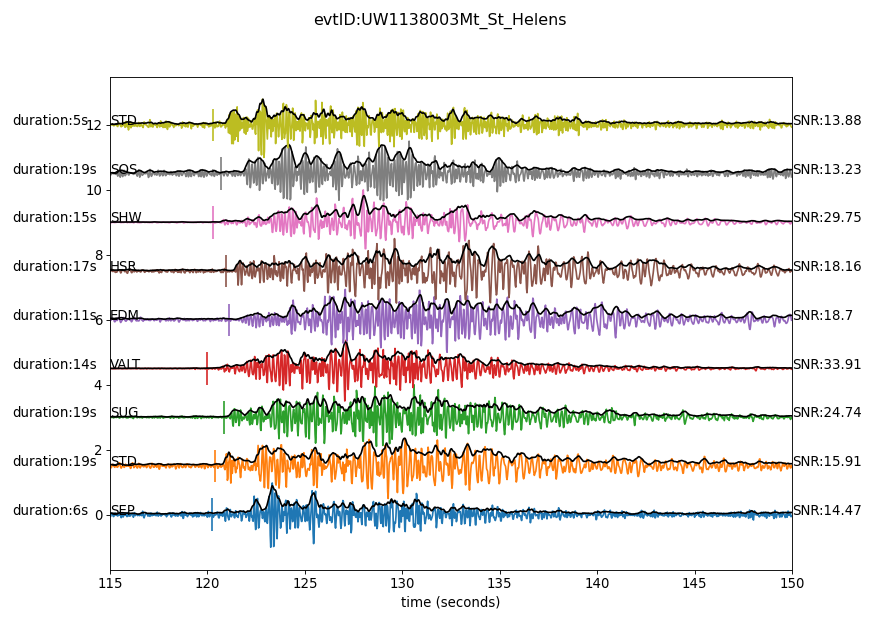 evtID:UW1138003Mt_St_Helens
duration:5s STD SNR:13.88
12
duration:19s SOS SNR:13.23
10
duration:15s SHW SNR:29.75
8
duration:17s HSR SNR:18.16
duration:11s EDM SNR:18.7
6
duration:14s VALT SNR:33.91
4
duration:19s SUG SNR:24.74
2
duration:19s STD SNR:15.91
duration:6s SEP SNR:14.47
0
115 120 125 130 135 140 145 150
time (seconds)